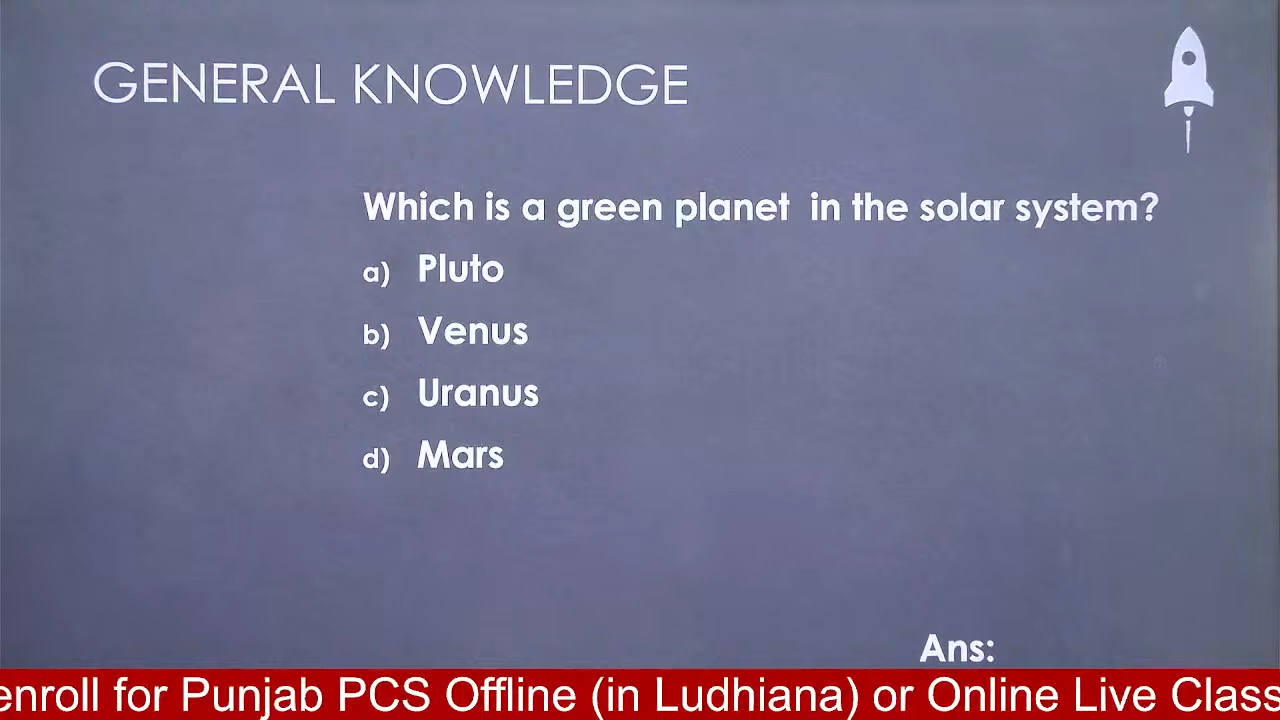 GENERAL KNOWLEDGE
Which is a green planet in the solar system?
a) Pluto
b) Venus
c) Uranus
d) Mars
Ans:
enroll for Punjab PCS Offline (in Ludhiana) or Online Live Class